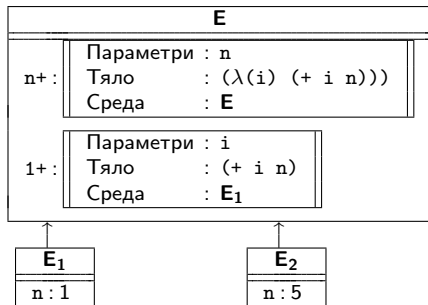 E
n+ :
Параметри : n
Тяло : (λ(i) (+ i n)))
Среда : E
1+ :
Параметри : i
Тяло : (+ i n)
Среда : E₁
E₁
n : 1
E₂
n : 5